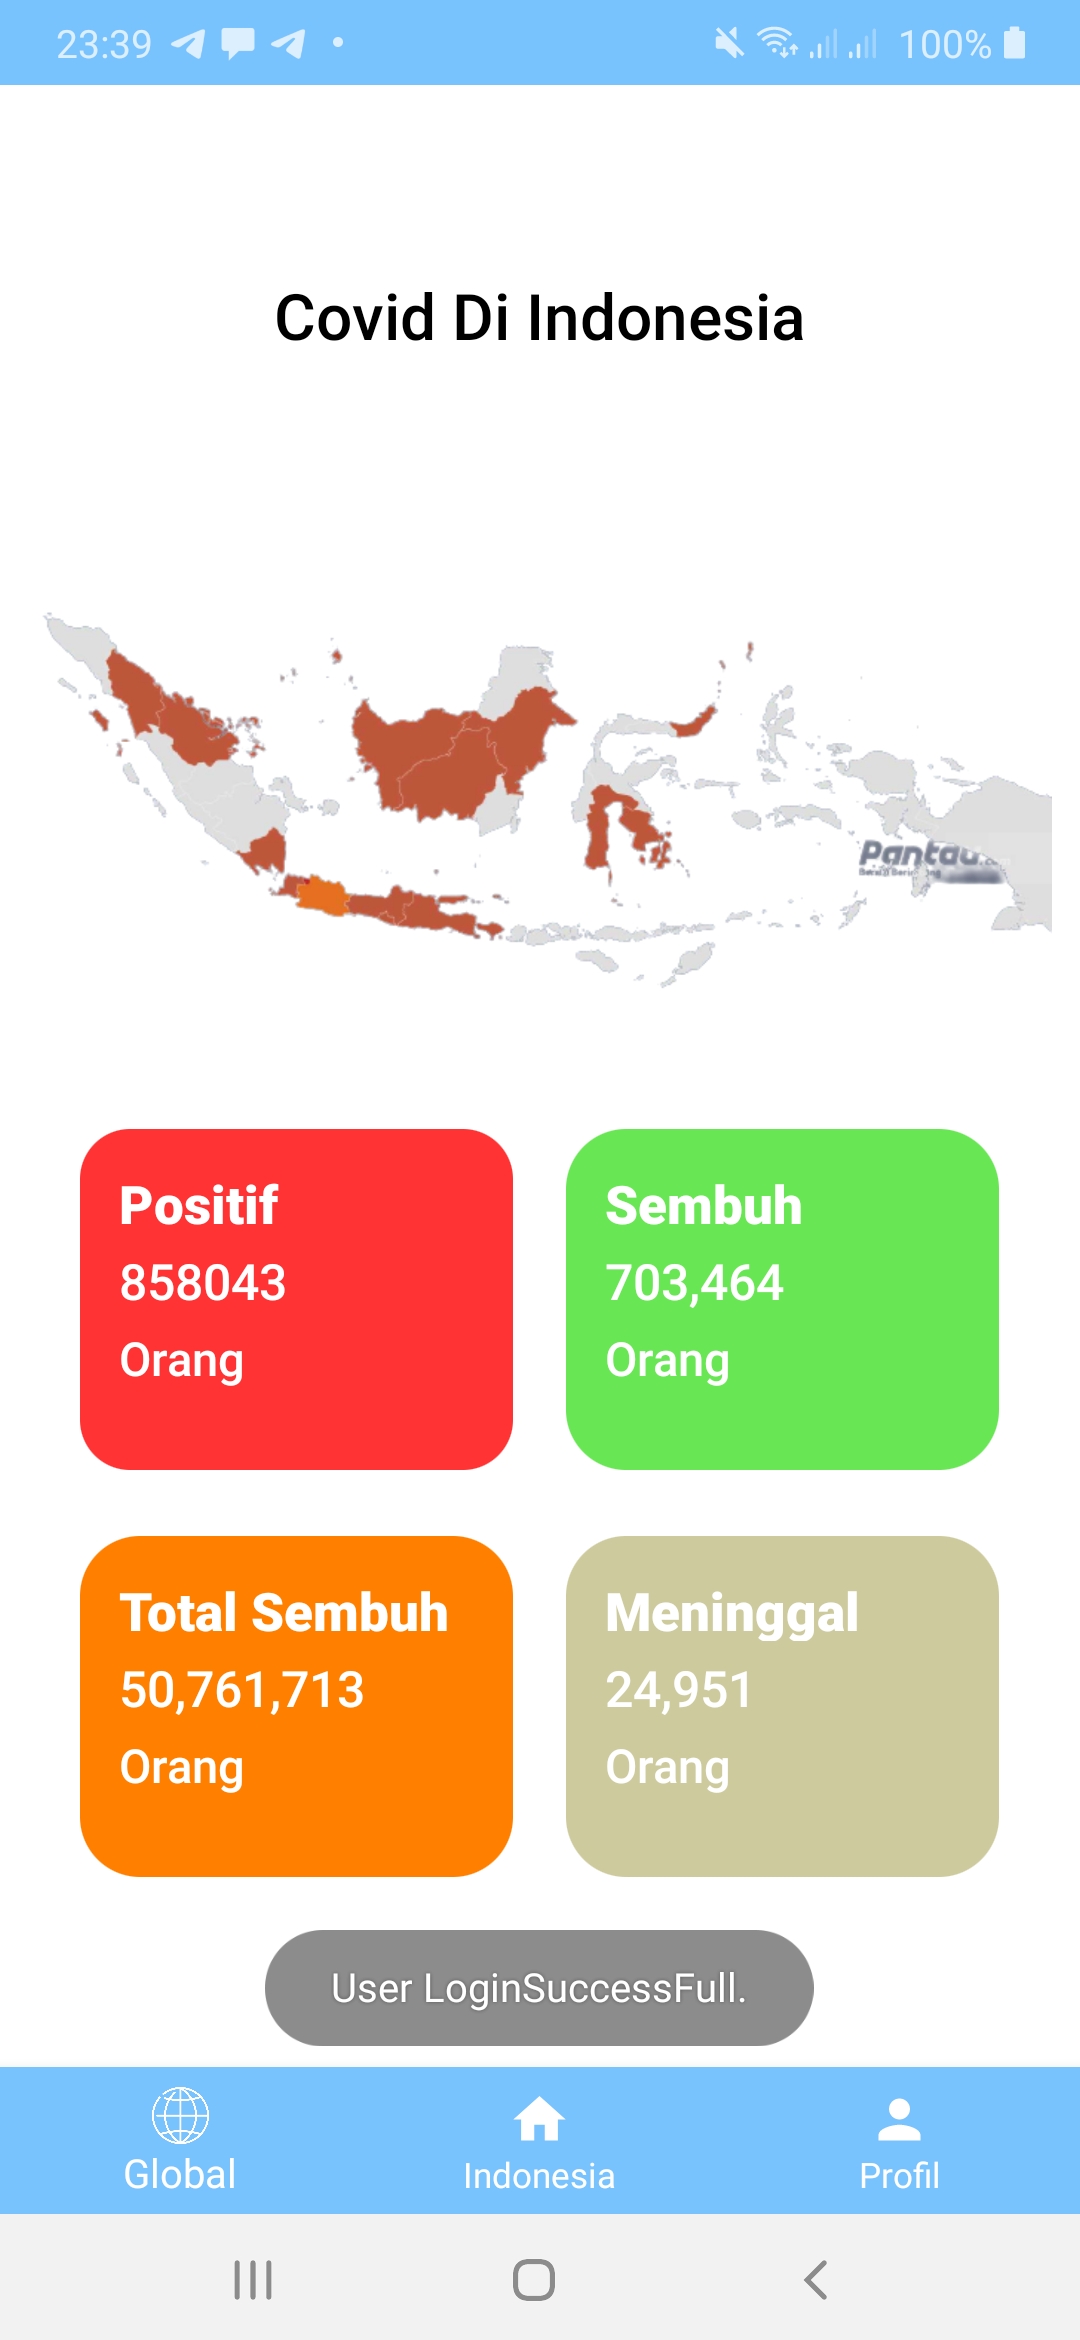 23:39
100%
Covid Di Indonesia
Pantau
Positif
858043
Orang
Sembuh
703,464
Orang
Total Sembuh
50,761,713
Orang
Meninggal
24,951
Orang
User LoginSuccessFull.
Global
Indonesia
Profil